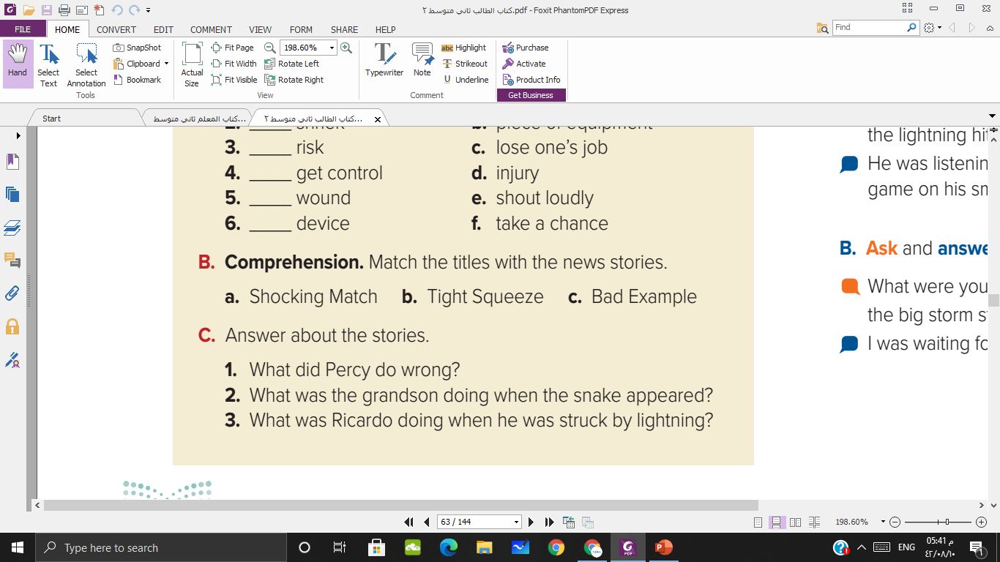 كتاب الطالب ثاني متوسط ٢.pdf - Foxit PhantomPDF Express
FILE HOME CONVERT EDIT COMMENT VIEW FORM SHARE HELP
Find
Hand
Select Text
Select Annotation
SnapShot
Clipboard
Bookmark
Tools
Actual Size
Fit Page
Fit Width
Fit Visible
198.60%
Rotate Left
Rotate Right
View
Typewriter
Note
abc Highlight
T Strikeout
U Underline
Comment
Purchase
Activate
Product Info
Get Business
Start
كتاب المعلم ثاني متوسط...
كتاب الطالب ثاني متوسط ٢...
2. _____ shriek b. piece of equipment
3. _____ risk c. lose one's job
4. _____ get control d. injury
5. _____ wound e. shout loudly
6. _____ device f. take a chance
B. Comprehension. Match the titles with the news stories.
a. Shocking Match b. Tight Squeeze c. Bad Example
C. Answer about the stories.
1. What did Percy do wrong?
2. What was the grandson doing when the snake appeared?
3. What was Ricardo doing when he was struck by lightning?
the lightning hi
He was listenin
game on his sm
B. Ask and answe
What were you
the big storm s
I was waiting fo
63 / 144
198.60%
Type here to search
ENG
05:41 م
٤٢/٠٨/١٠